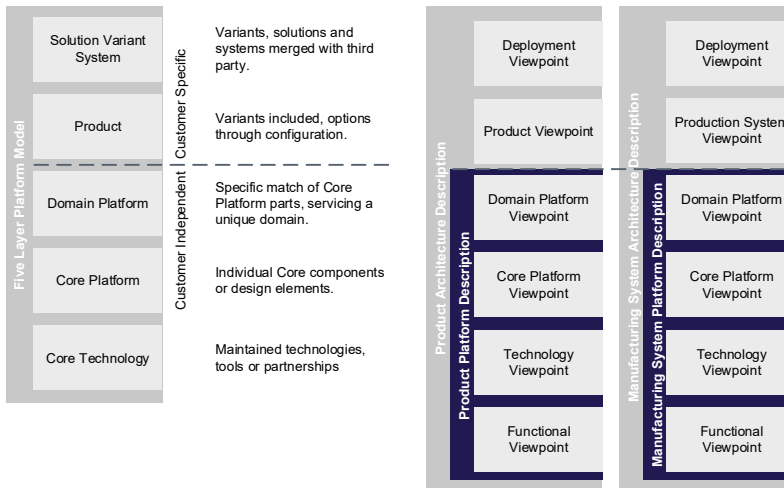 Five Layer Platform Model
Solution Variant
System
Product
Domain Platform
Core Platform
Core Technology
Customer Independent | Customer Specific
Variants, solutions and
systems merged with third
party.
Variants included, options
through configuration.
Specific match of Core
Platform parts, servicing a
unique domain.
Individual Core components
or design elements.
Maintained technologies,
tools or partnerships
Product Architecture Description
Product Platform Description
Deployment
Viewpoint
Product Viewpoint
Domain Platform
Viewpoint
Core Platform
Viewpoint
Technology
Viewpoint
Functional
Viewpoint
Manufacturing System Architecture Description
Manufacturing System Platform Description
Deployment
Viewpoint
Production System
Viewpoint
Domain Platform
Viewpoint
Core Platform
Viewpoint
Technology
Viewpoint
Functional
Viewpoint